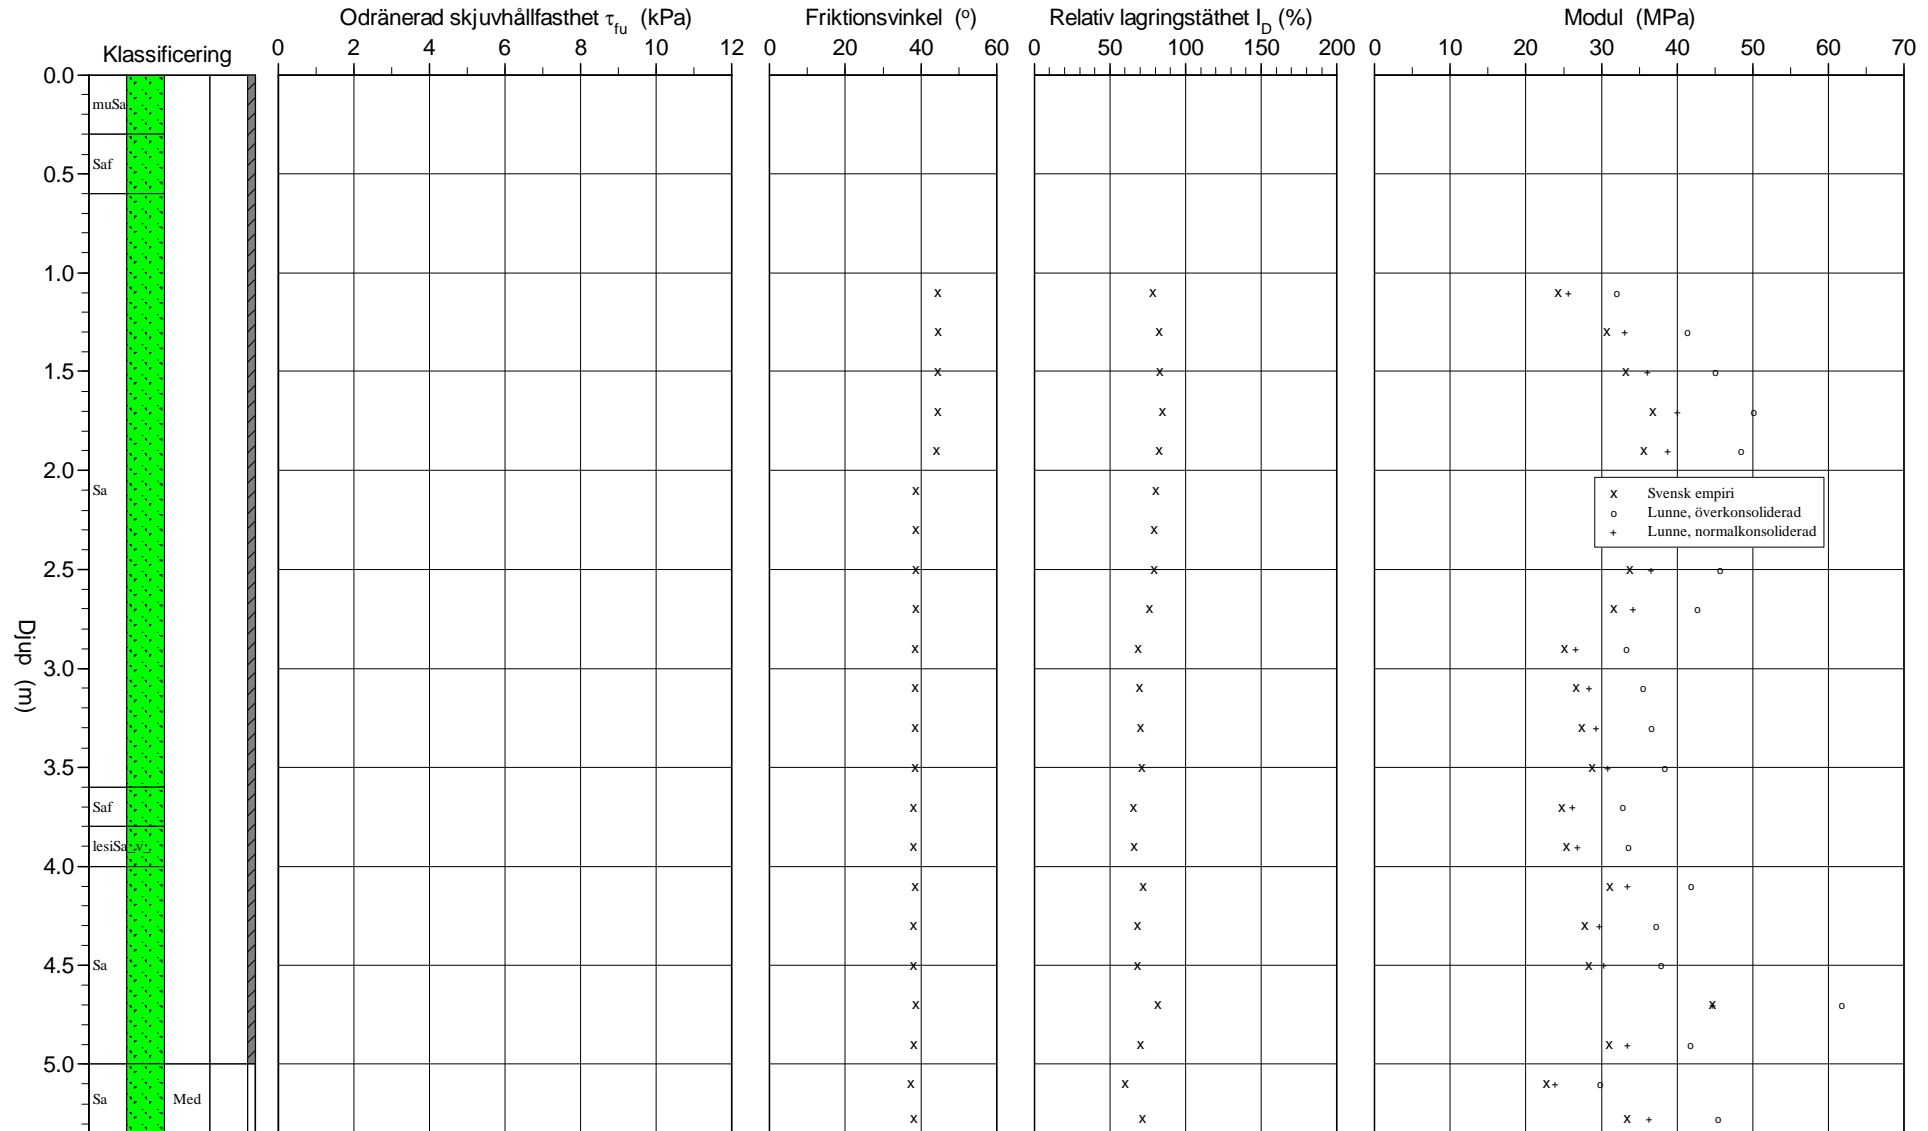 Odränerad skjuvhållfasthet τfu (kPa)
Friktionsvinkel (o)
Relativ lagringstäthet ID (%)
Modul (MPa)
Klassificering
0 2 4 6 8 10 12
0 20 40 60
0 50 100 150 200
0 10 20 30 40 50 60 70
0.0
muSa
Saf
0.5
1.0
1.5
2.0
Sa
x Svensk empiri
o Lunne, överkonsoliderad
+ Lunne, normalkonsoliderad
2.5
Djup (m)
3.0
3.5
Saf
lesiSa_v_
4.0
4.5
Sa
5.0
Sa Med